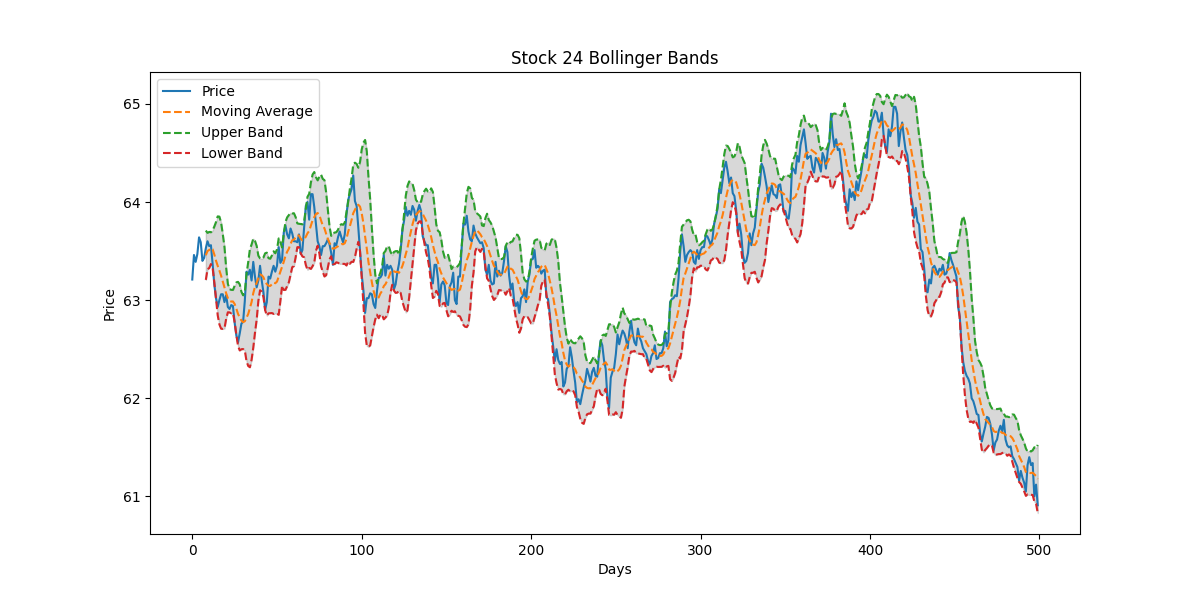 Stock 24 Bollinger Bands
Price
Moving Average
Upper Band
Lower Band
65
64
63
62
61
Price
0
100
200
300
400
500
Days